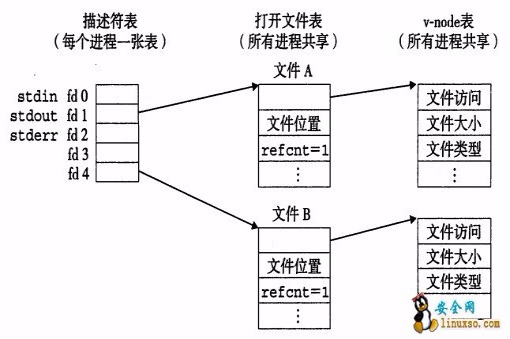 描述符表
（每个进程一张表）
打开文件表
（所有进程共享）
v-node表
（所有进程共享）
stdin fd 0
stdout fd 1
stderr fd 2
fd 3
fd 4
文件 A
文件位置
refcnt=1
⋮
文件访问
文件大小
文件类型
⋮
文件 B
文件位置
refcnt=1
⋮
文件访问
文件大小
文件类型
⋮
安全网
linuxso.com